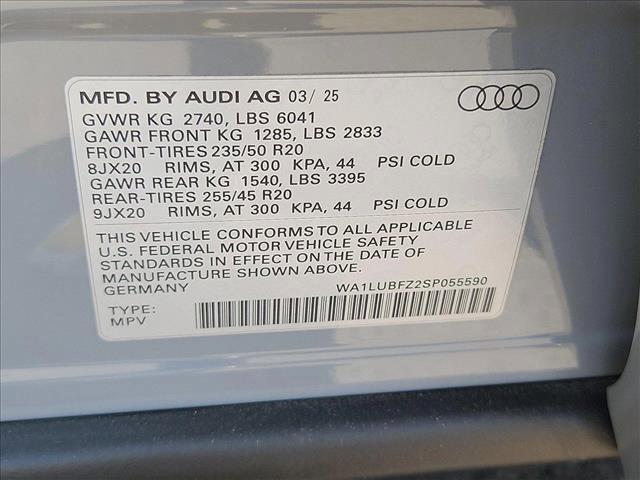 MFD. BY AUDI AG 03/ 25
GVWR KG 2740, LBS 6041
GAWR FRONT KG 1285, LBS 2833
FRONT-TIRES 235/50 R20
8JX20 RIMS, AT 300 KPA, 44 PSI COLD
GAWR REAR KG 1540, LBS 3395
REAR-TIRES 255/45 R20
9JX20 RIMS, AT 300 KPA, 44 PSI COLD
THIS VEHICLE CONFORMS TO ALL APPLICABLE
U.S. FEDERAL MOTOR VEHICLE SAFETY
STANDARDS IN EFFECT ON THE DATE OF
MANUFACTURE SHOWN ABOVE.
GERMANY WA1LUBFZ2SP055590
TYPE:
MPV